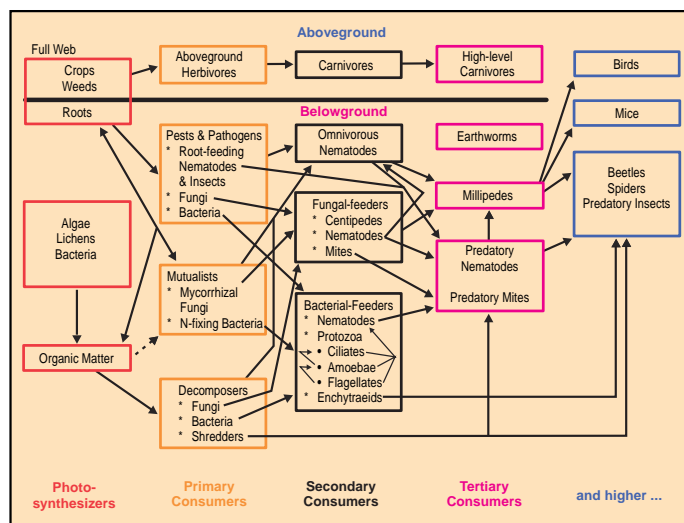 Aboveground
Full Web
Crops
Weeds
Roots
Aboveground
Herbivores
Carnivores
High-level
Carnivores
Birds
Mice
Belowground
Pests & Pathogens
* Root-feeding
Nematodes
& Insects
* Fungi
* Bacteria
Omnivorous
Nematodes
Earthworms
Millipedes
Beetles
Spiders
Predatory Insects
Algae
Lichens
Bacteria
Fungal-feeders
* Centipedes
* Nematodes
* Mites
Predatory
Nematodes
Predatory Mites
Mutualists
* Mycorrhizal
Fungi
* N-fixing Bacteria
Bacterial-Feeders
* Nematodes
* Protozoa
• Ciliates
• Amoebae
• Flagellates
* Enchytraeids
Organic Matter
Decomposers
* Fungi
* Bacteria
* Shredders
Photo-
synthesizers
Primary
Consumers
Secondary
Consumers
Tertiary
Consumers
and higher ...